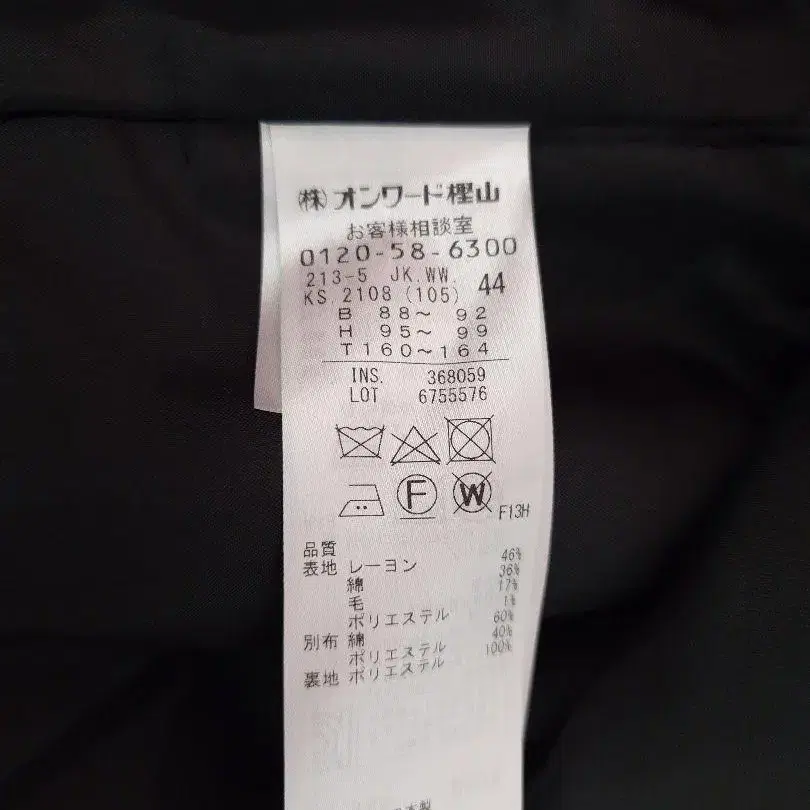 ㈱オンワード樫山
お客様相談室
0120-58-6300
213-5 JK.WW.
KS 2108 (105) 44
B 88～ 92
H 95～ 99
T160～164
INS. 368059
LOT 6755576
F
W
F13H
品質
表地 レーヨン 46%
綿 36%
毛 17%
ポリエステル 1%
別布 綿 60%
ポリエステル 40%
裏地 ポリエステル 100%
本製